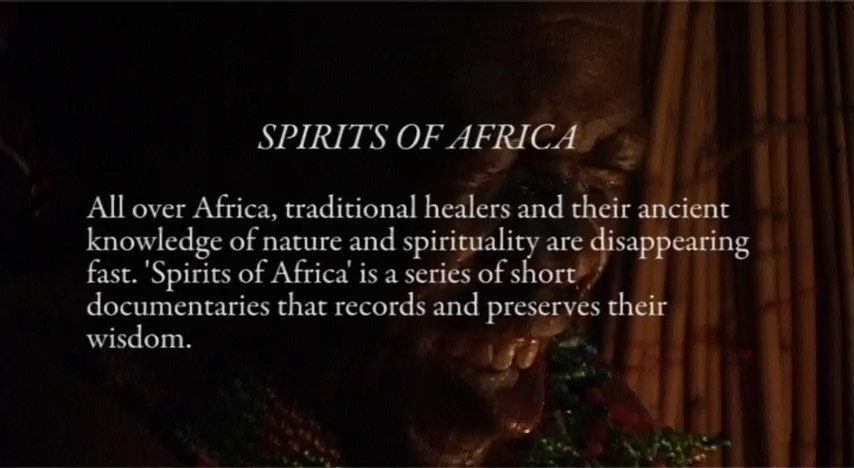 SPIRITS OF AFRICA
All over Africa, traditional healers and their ancient
knowledge of nature and spirituality are disappearing
fast. 'Spirits of Africa' is a series of short
documentaries that records and preserves their
wisdom.